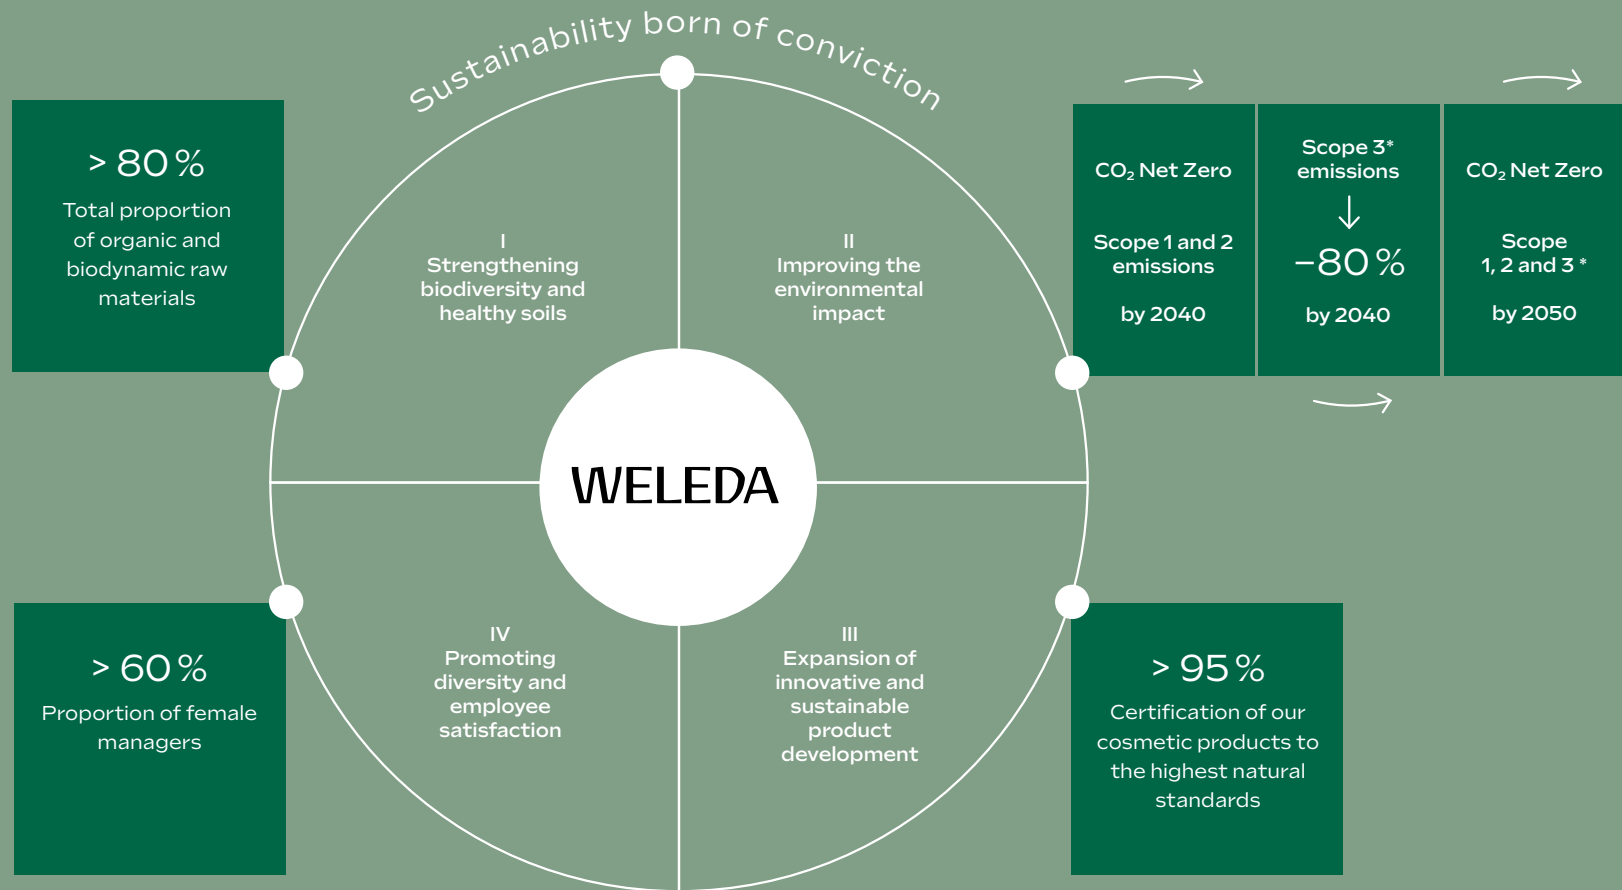 Sustainability born of conviction
> 80 %
Total proportion
of organic and
biodynamic raw
materials
I
Strengthening
biodiversity and
healthy soils
II
Improving the
environmental
impact
CO₂ Net Zero
Scope 1 and 2
emissions
by 2040
Scope 3*
emissions
↓
−80 %
by 2040
CO₂ Net Zero
Scope
1, 2 and 3 *
by 2050
WELEDA
> 60 %
Proportion of female
managers
IV
Promoting
diversity and
employee
satisfaction
III
Expansion of
innovative and
sustainable
product
development
> 95 %
Certification of our
cosmetic products to
the highest natural
standards